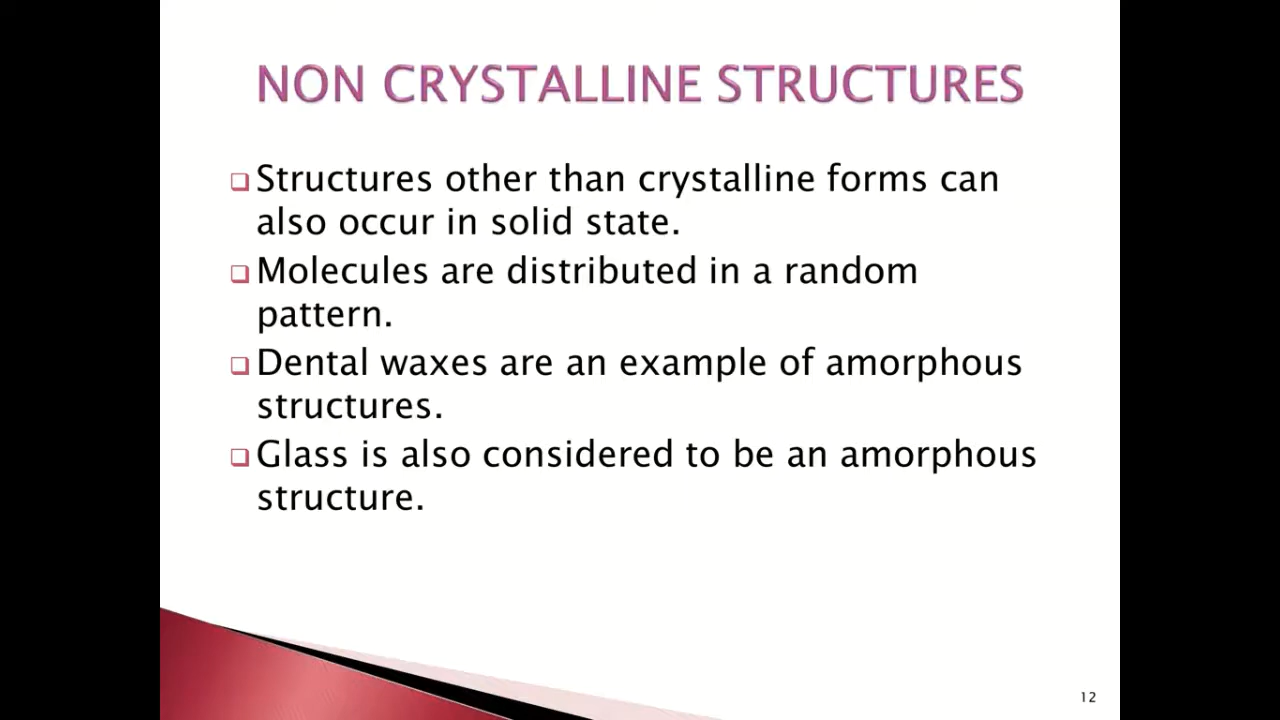 NON CRYSTALLINE STRUCTURES
Structures other than crystalline forms can
also occur in solid state.
Molecules are distributed in a random
pattern.
Dental waxes are an example of amorphous
structures.
Glass is also considered to be an amorphous
structure.
12